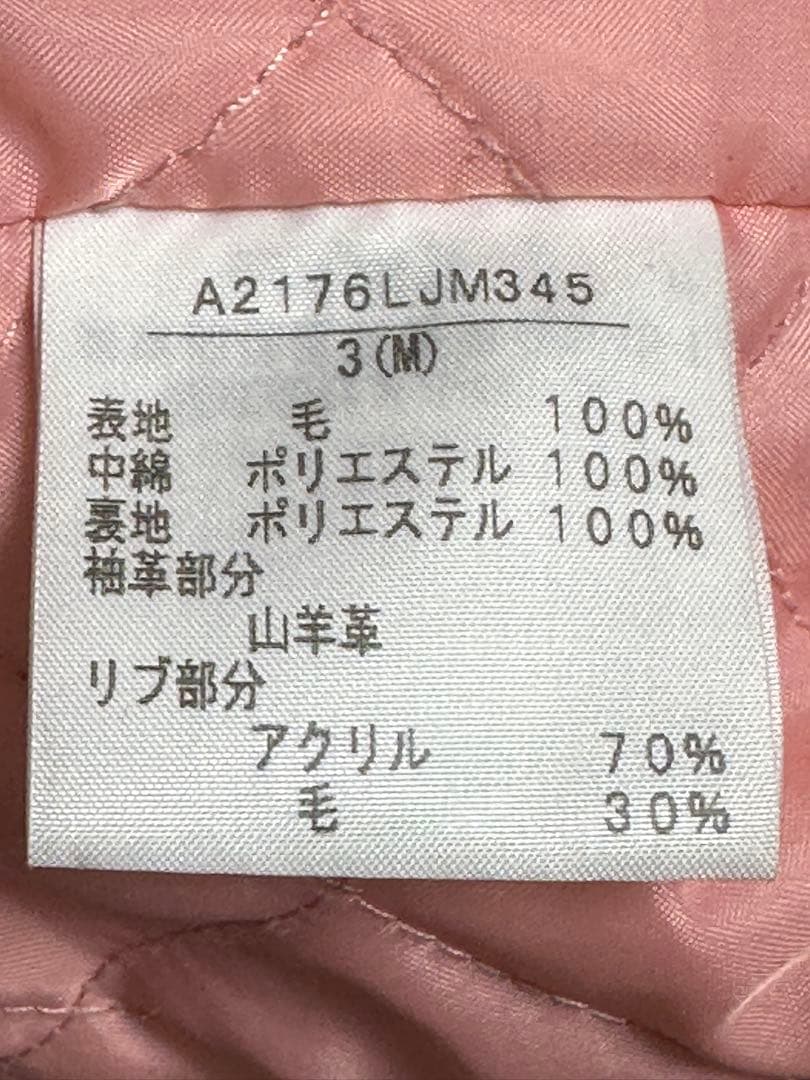 A2176LJM345
3(M)
表地 毛 100%
中綿 ポリエステル 100%
裏地 ポリエステル 100%
袖革部分
山羊革
リブ部分
アクリル 70%
毛 30%